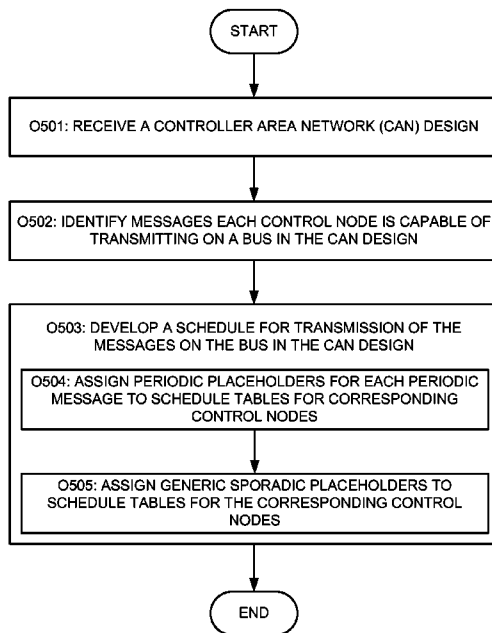 START
O501: RECEIVE A CONTROLLER AREA NETWORK (CAN) DESIGN
O502: IDENTIFY MESSAGES EACH CONTROL NODE IS CAPABLE OF
TRANSMITTING ON A BUS IN THE CAN DESIGN
O503: DEVELOP A SCHEDULE FOR TRANSMISSION OF THE
MESSAGES ON THE BUS IN THE CAN DESIGN
O504: ASSIGN PERIODIC PLACEHOLDERS FOR EACH PERIODIC
MESSAGE TO SCHEDULE TABLES FOR CORRESPONDING
CONTROL NODES
O505: ASSIGN GENERIC SPORADIC PLACEHOLDERS TO
SCHEDULE TABLES FOR THE CORRESPONDING CONTROL
NODES
END